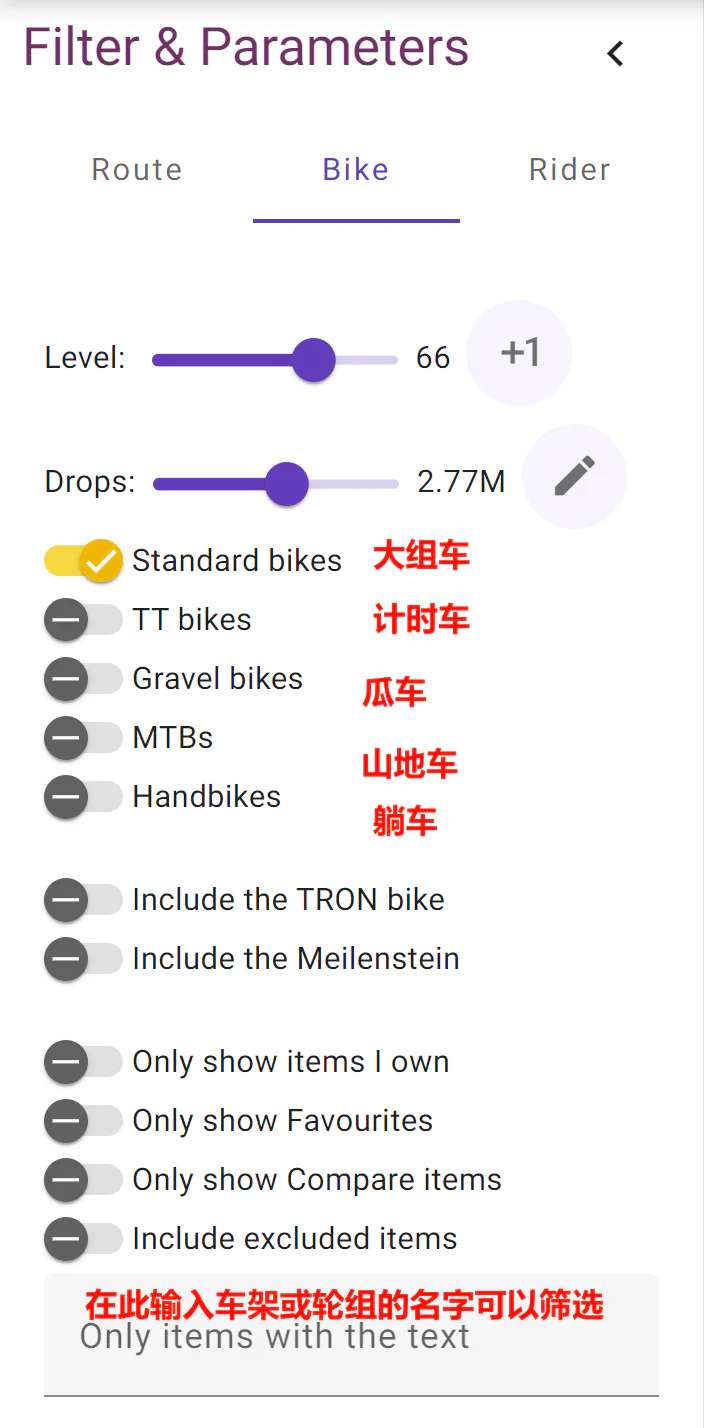 Filter & Parameters
Route Bike Rider
Level: 66 +1
Drops: 2.77M
Standard bikes 大组车
TT bikes 计时车
Gravel bikes 瓜车
MTBs 山地车
Handbikes 躺车
Include the TRON bike
Include the Meilenstein
Only show items I own
Only show Favourites
Only show Compare items
Include excluded items
在此输入车架或轮组的名字可以筛选
Only items with the text